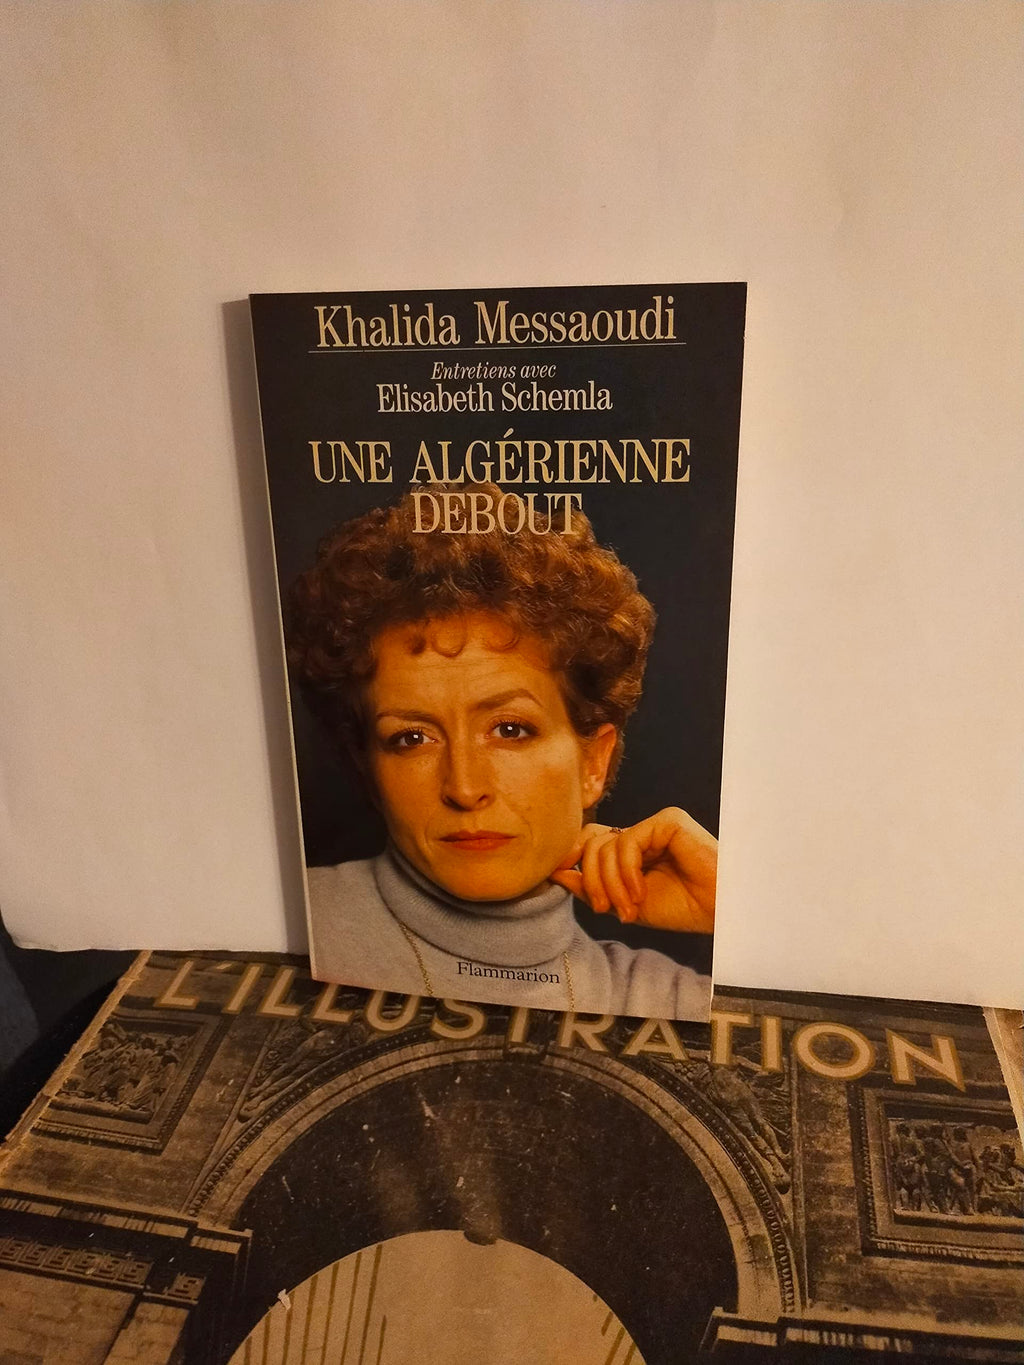 Khalida Messaoudi
Entretiens avec
Elisabeth Schemla
UNE ALGÉRIENNE
DEBOUT
Flammarion
L'ILLUSTRATION